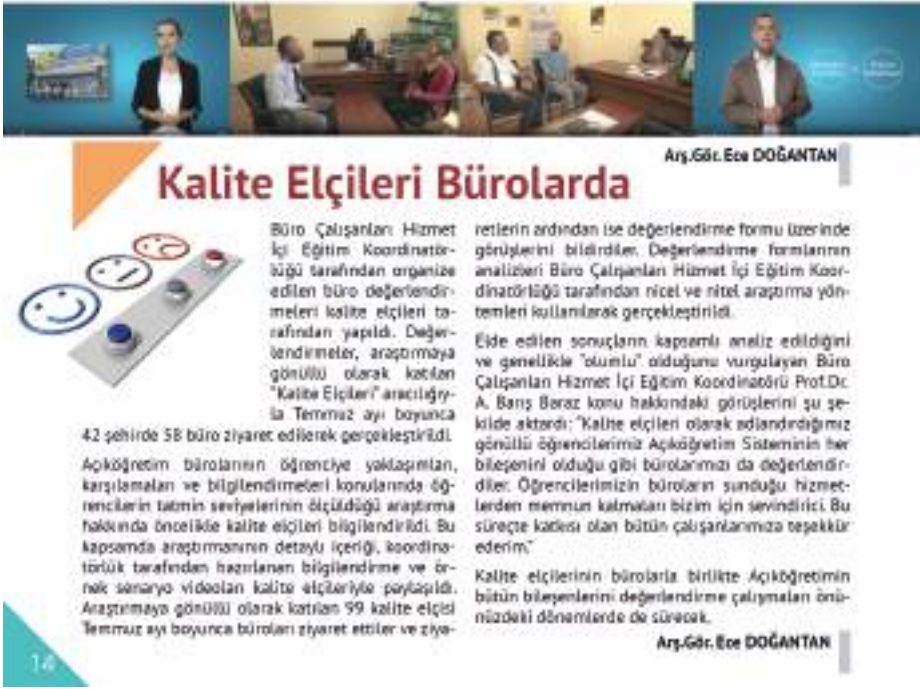 Arş.Gör. Ece DOĞANTAN
Kalite Elçileri Bürolarda
Büro Çalışanları Hizmet
İçi Eğitim Koordinatör-
lüğü tarafından organize
edilen büro değerlendir-
meleri kalite elçileri ta-
rafından yapıldı. Değer-
lendirmeler, araştırmaya
gönüllü olarak katılan
"Kalite Elçileri" aracılığıy-
la Temmuz ayı boyunca
42 şehirde 58 büro ziyaret edilerek gerçekleştirildi.
Açıköğretim bürolarının öğrenciye yaklaşımları,
karşılamaları ve bilgilendirmeleri konularında öğ-
rencilerin tatmin seviyelerinin ölçüldüğü araştırma
hakkında öncelikle kalite elçileri bilgilendirildi. Bu
kapsamda araştırmanının detaylı içeriği, koordina-
törlük tarafından hazırlanan bilgilendirme ve ör-
nek senaryo videoları kalite elçileriyle paylaşıldı.
Araştırmaya gönüllü olarak katılan 99 kalite elçisi
Temmuz ayı boyunca büroları ziyaret ettiler ve ziya-
retlerin ardından ise değerlendirme formu üzerinde
görüşlerini bildirdiler. Değerlendirme formlarının
analizleri Büro Çalışanları Hizmet İçi Eğitim Koor-
dinatörlüğü tarafından nicel ve nitel araştırma yön-
temleri kullanılarak gerçekleştirildi.
Elde edilen sonuçların kapsamlı analiz edildiğini
ve genellikle "olumlu" olduğunu vurgulayan Büro
Çalışanları Hizmet İçi Eğitim Koordinatörü Prof.Dr.
A. Barış Baraz konu hakkındaki görüşlerini şu şe-
kilde aktardı: "Kalite elçileri olarak adlandırdığımız
gönüllü öğrencilerimiz Açıköğretim Sisteminin her
bileşenini olduğu gibi bürolarımızı da değerlendir-
diler. Öğrencilerimizin büroların sunduğu hizmet-
lerden memnun kalmaları bizim için sevindirici. Bu
süreçte katkısı olan bütün çalışanlarımıza teşekkür
ederim."
Kalite elçilerinin bürolarla birlikte Açıköğretimin
bütün bileşenlerini değerlendirme çalışmaları önü-
müzdeki dönemlerde de sürecek.
Arş.Gör. Ece DOĞANTAN
14